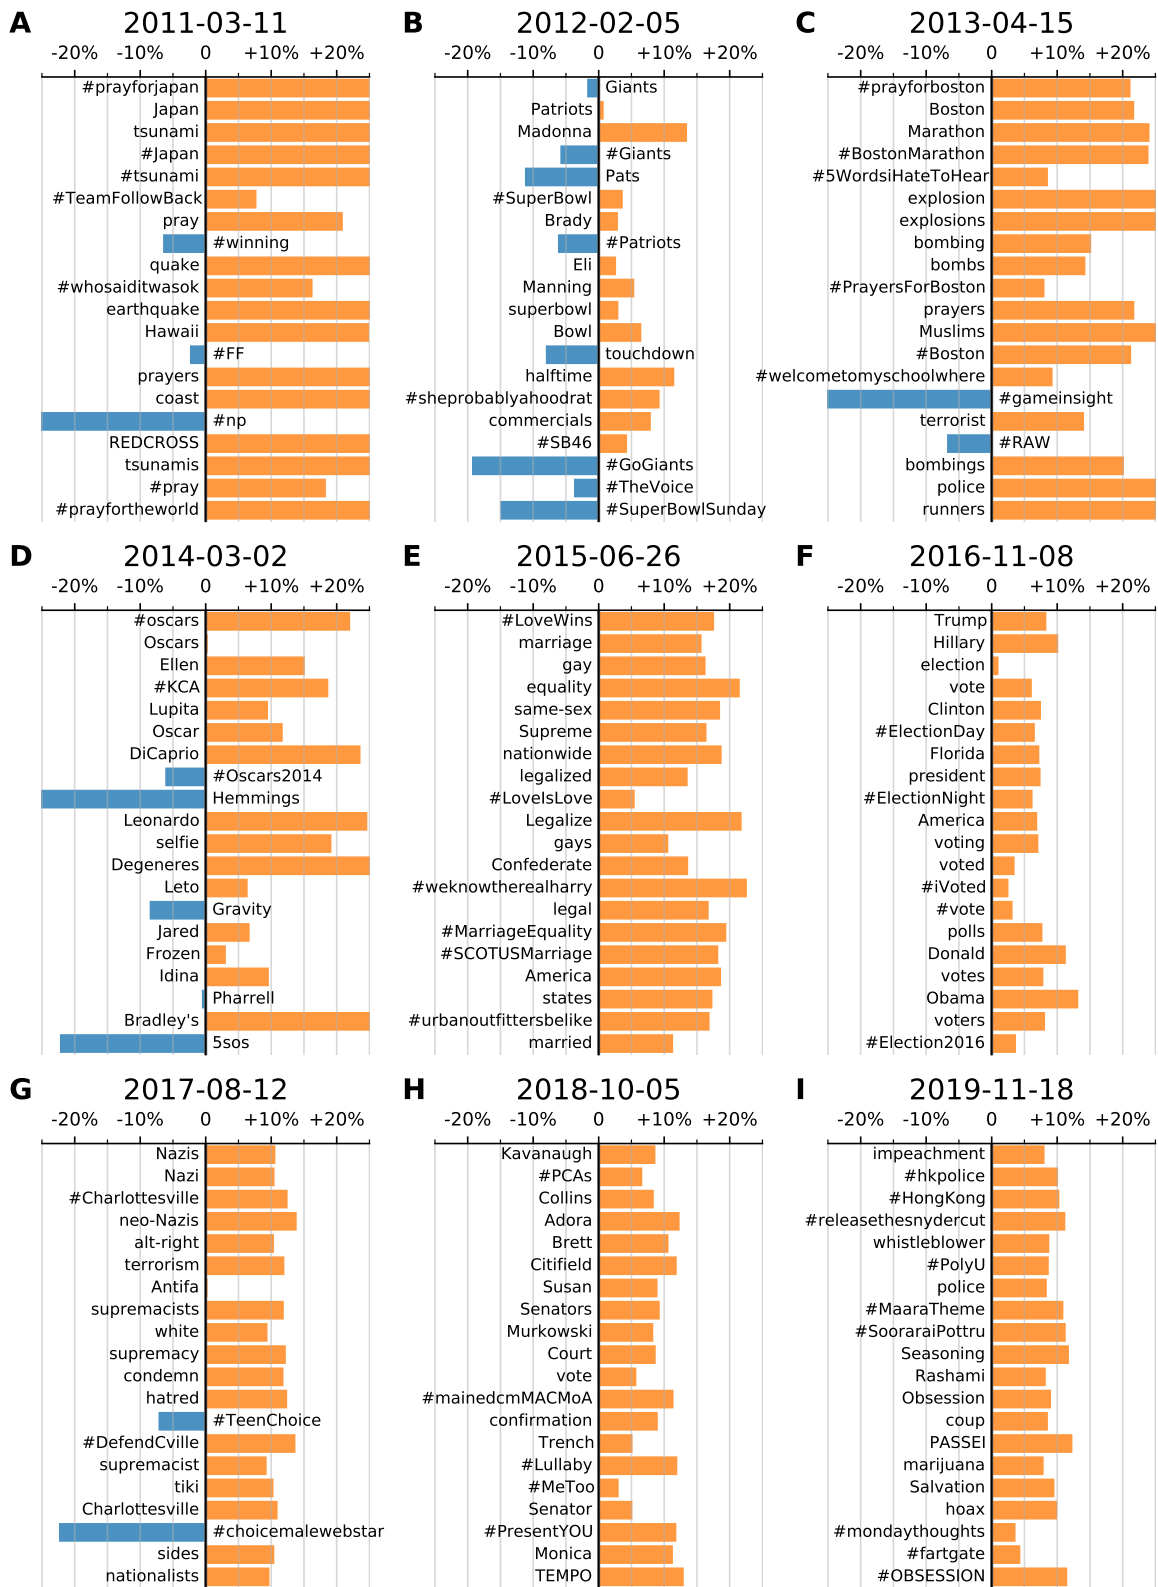 A 2011-03-11
-20% -10% 0 +10% +20%
#prayforjapan
Japan
tsunami
#Japan
#tsunami
#TeamFollowBack
pray
#winning
quake
#whosaiditwasok
earthquake
Hawaii
#FF
prayers
coast
#np
REDCROSS
tsunamis
#pray
#prayfortheworld
B 2012-02-05
-20% -10% 0 +10% +20%
Giants
Patriots
Madonna
#Giants
Pats
#SuperBowl
Brady
#Patriots
Eli
Manning
superbowl
Bowl
touchdown
halftime
#sheprobablyahoodrat
commercials
#SB46
#GoGiants
#TheVoice
#SuperBowlSunday
C 2013-04-15
-20% -10% 0 +10% +20%
#prayforboston
Boston
Marathon
#BostonMarathon
#5WordsiHateToHear
explosion
explosions
bombing
bombs
#PrayersForBoston
prayers
Muslims
#Boston
#welcometomyschoolwhere
#gameinsight
terrorist
#RAW
bombings
police
runners
D 2014-03-02
-20% -10% 0 +10% +20%
#oscars
Oscars
Ellen
#KCA
Lupita
Oscar
DiCaprio
#Oscars2014
Hemmings
Leonardo
selfie
Degeneres
Leto
Gravity
Jared
Frozen
Idina
Pharrell
Bradley's
5sos
E 2015-06-26
-20% -10% 0 +10% +20%
#LoveWins
marriage
gay
equality
same-sex
Supreme
nationwide
legalized
#LoveIsLove
Legalize
gays
Confederate
#weknowtherealharry
legal
#MarriageEquality
#SCOTUSMarriage
America
states
#urbanoutfittersbelike
married
F 2016-11-08
-20% -10% 0 +10% +20%
Trump
Hillary
election
vote
Clinton
#ElectionDay
Florida
president
#ElectionNight
America
voting
voted
#iVoted
#vote
polls
Donald
votes
Obama
voters
#Election2016
G 2017-08-12
-20% -10% 0 +10% +20%
Nazis
Nazi
#Charlottesville
neo-Nazis
alt-right
terrorism
Antifa
supremacists
white
supremacy
condemn
hatred
#TeenChoice
#DefendCville
supremacist
tiki
Charlottesville
#choicemalewebstar
sides
nationalists
H 2018-10-05
-20% -10% 0 +10% +20%
Kavanaugh
#PCAs
Collins
Adora
Brett
Citifield
Susan
Senators
Murkowski
Court
vote
#mainedcmMACMoA
confirmation
Trench
#Lullaby
#MeToo
Senator
#PresentYOU
Monica
TEMPO
I 2019-11-18
-20% -10% 0 +10% +20%
impeachment
#hkpolice
#HongKong
#releasethesnydercut
whistleblower
#PolyU
police
#MaaraTheme
#SooraraiPottru
Seasoning
Rashami
Obsession
coup
PASSEI
marijuana
Salvation
hoax
#mondaythoughts
#fartgate
#OBSESSION